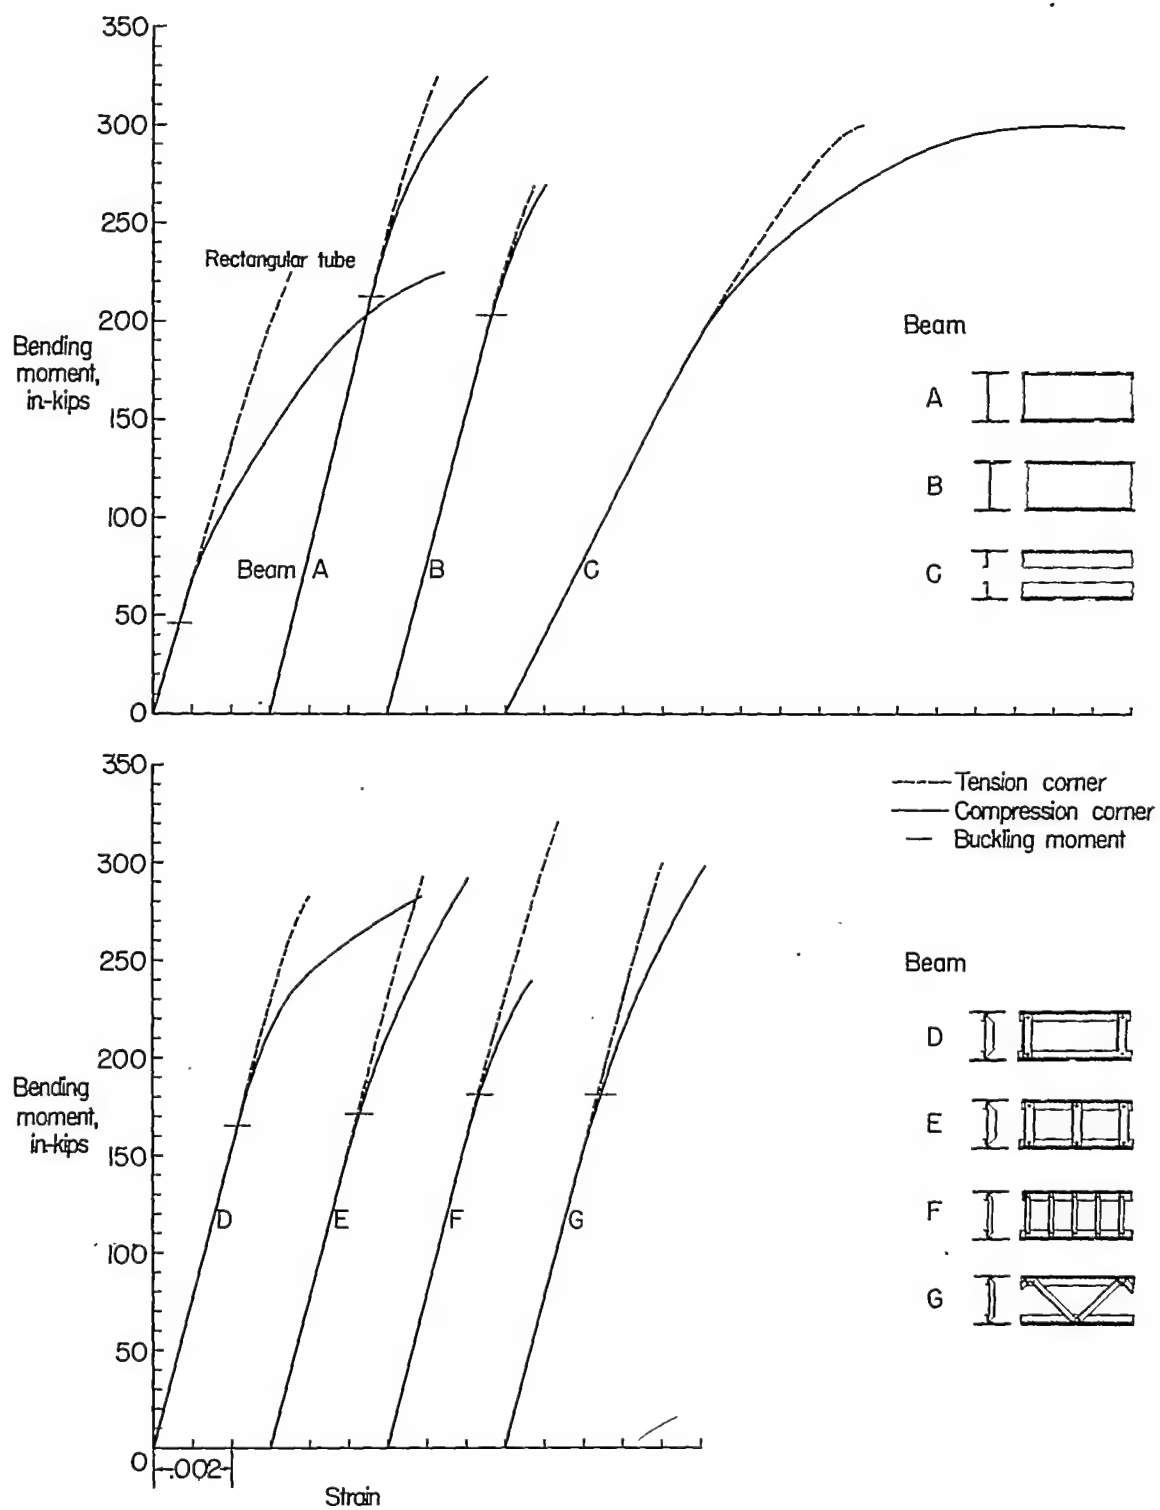 350
300
250
200
150
100
50
0
Bending
moment,
in-kips
Rectangular tube
Beam A
B
C
Beam
A
B
C
350
300
250
200
150
100
50
0
Bending
moment,
in-kips
D
E
F
G
.002
Strain
Tension corner
Compression corner
Buckling moment
Beam
D
E
F
G